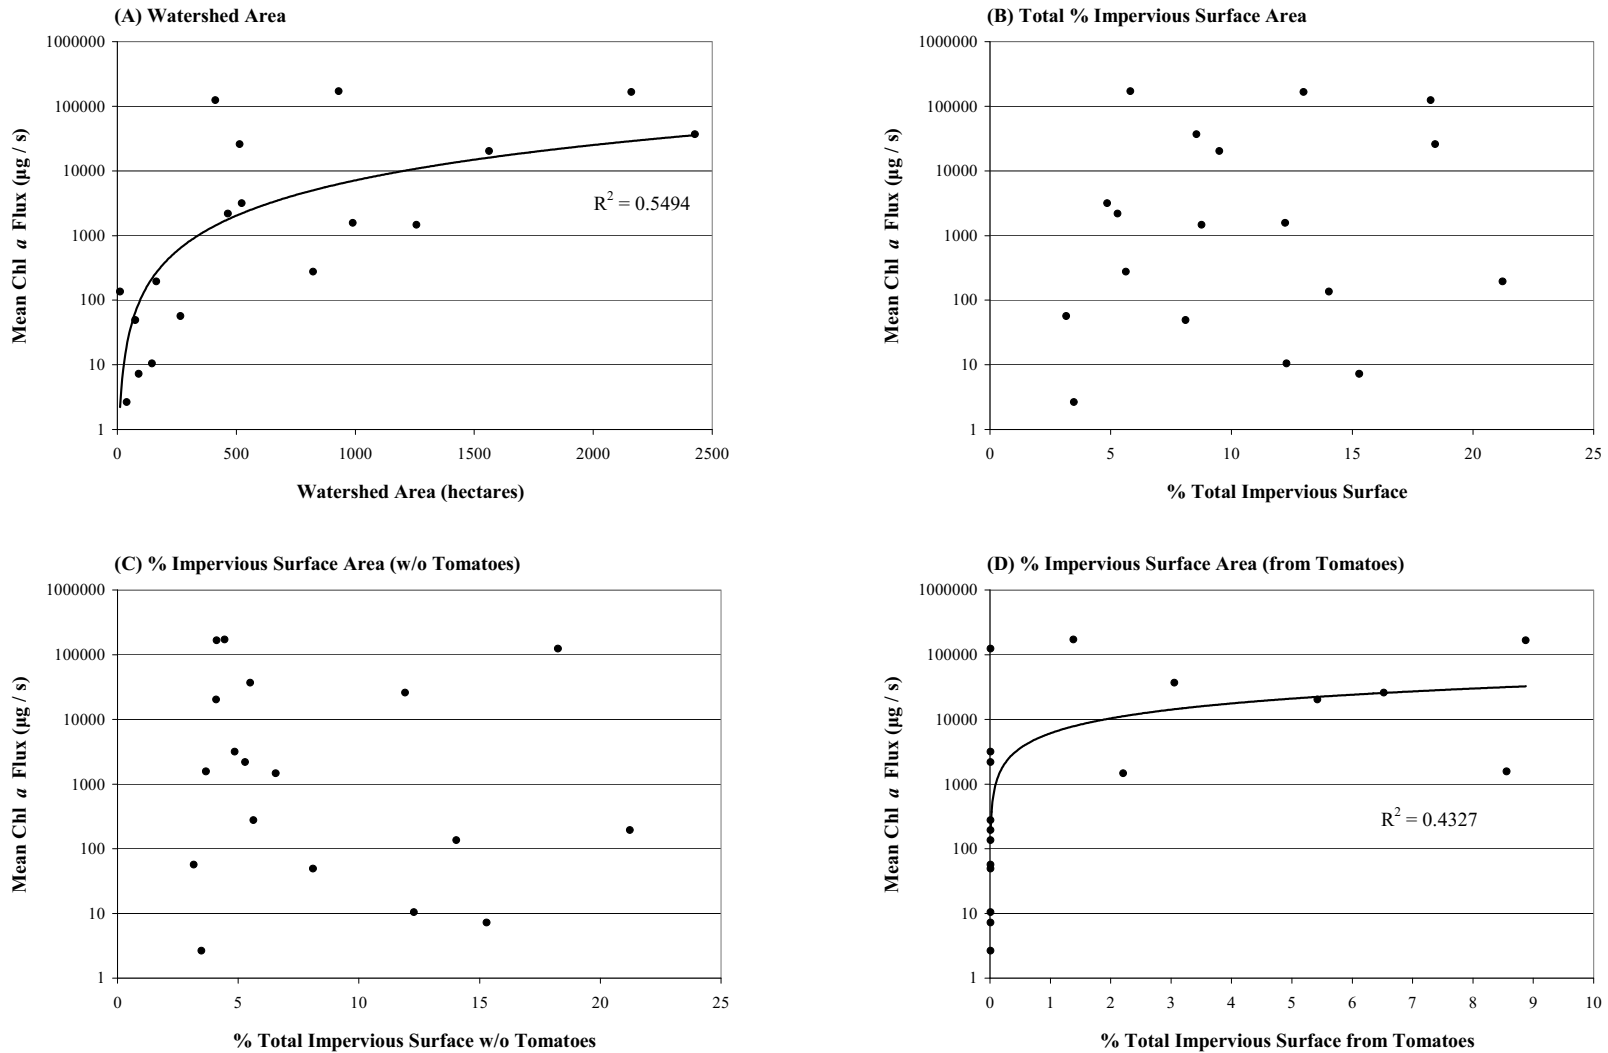 (A) Watershed Area
1000000
100000
10000
1000
100
10
1
Mean Chl a Flux (µg / s)
R2 = 0.5494
0 500 1000 1500 2000 2500
Watershed Area (hectares)
(B) Total % Impervious Surface Area
1000000
100000
10000
1000
100
10
1
Mean Chl a Flux (µg / s)
0 5 10 15 20 25
% Total Impervious Surface
(C) % Impervious Surface Area (w/o Tomatoes)
1000000
100000
10000
1000
100
10
1
Mean Chl a Flux (µg / s)
0 5 10 15 20 25
% Total Impervious Surface w/o Tomatoes
(D) % Impervious Surface Area (from Tomatoes)
1000000
100000
10000
1000
100
10
1
Mean Chl a Flux (µg / s)
R2 = 0.4327
0 1 2 3 4 5 6 7 8 9 10
% Total Impervious Surface from Tomatoes